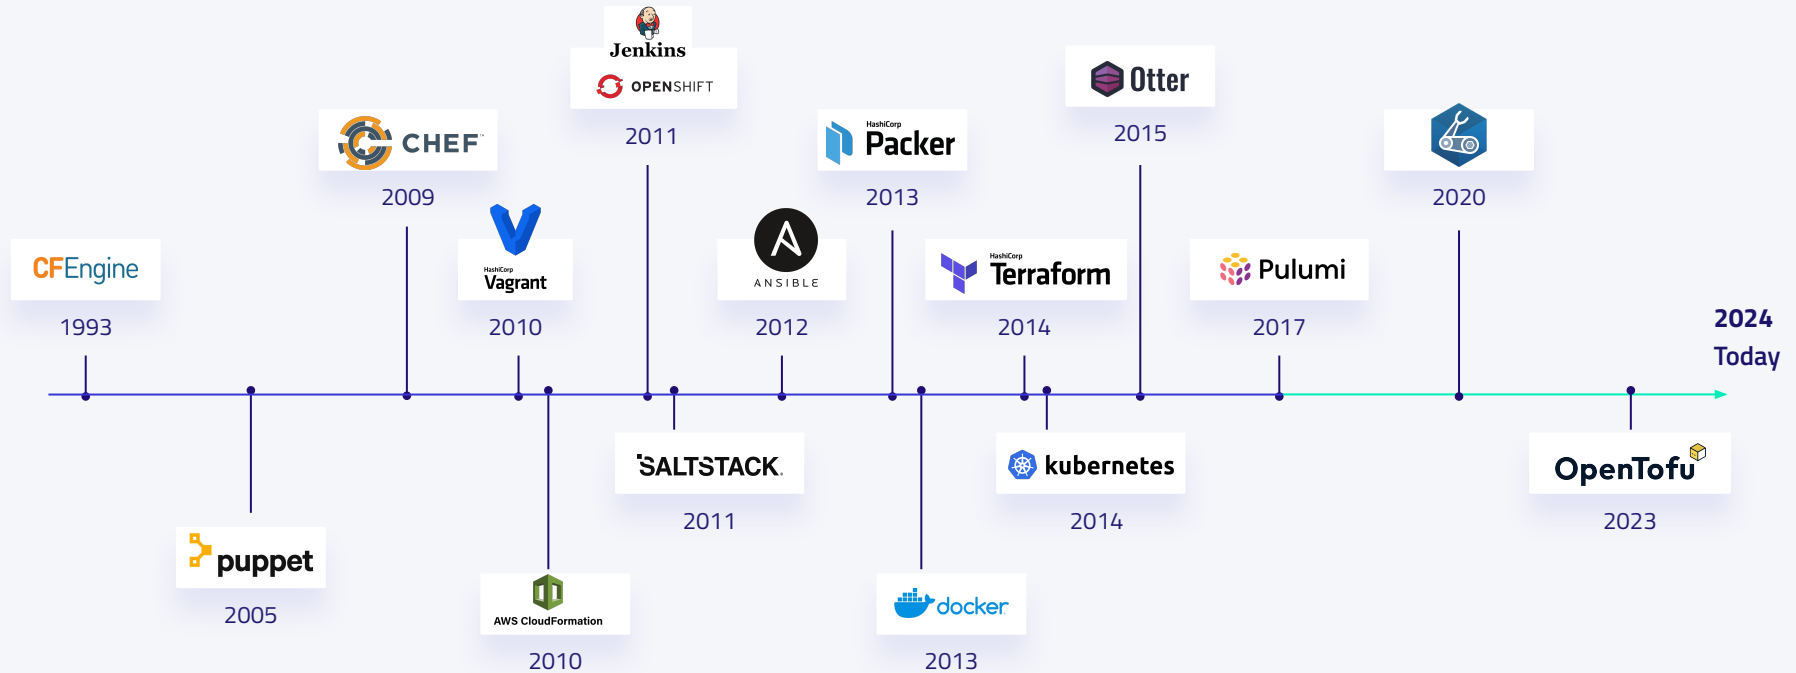 Jenkins
OPENSHIFT
2011
Otter
2015
CHEF™
2009
HashiCorp
Packer
2013
2020
CFEngine
1993
HashiCorp
Vagrant
2010
ANSIBLE
2012
HashiCorp
Terraform
2014
Pulumi
2017
2024
Today
SALTSTACK.
2011
kubernetes
2014
OpenTofu
2023
puppet
2005
AWS CloudFormation
2010
docker
2013